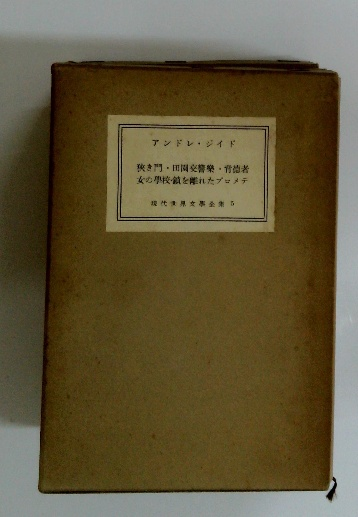 アンドレ・ジイド
狹き門・田園交響樂・背德者
女の學校・鎖を離れたプロメテ
現代世界文學全集 5